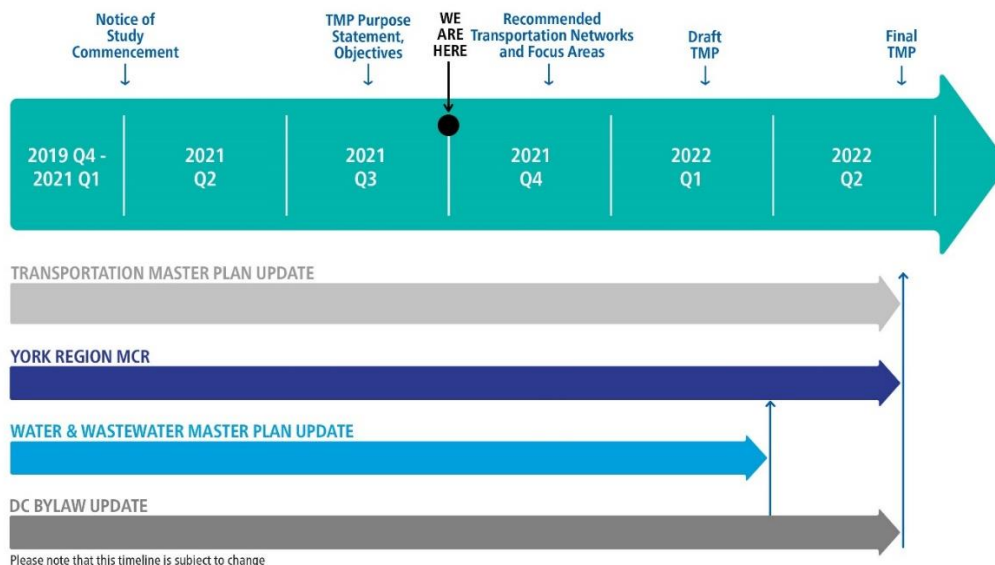 Notice of
Study
Commencement
TMP Purpose
Statement,
Objectives
WE
ARE
HERE
Recommended
Transportation Networks
and Focus Areas
Draft
TMP
Final
TMP
2019 Q4 -
2021 Q1
2021
Q2
2021
Q3
2021
Q4
2022
Q1
2022
Q2
TRANSPORTATION MASTER PLAN UPDATE
YORK REGION MCR
WATER & WASTEWATER MASTER PLAN UPDATE
DC BYLAW UPDATE
Please note that this timeline is subject to change